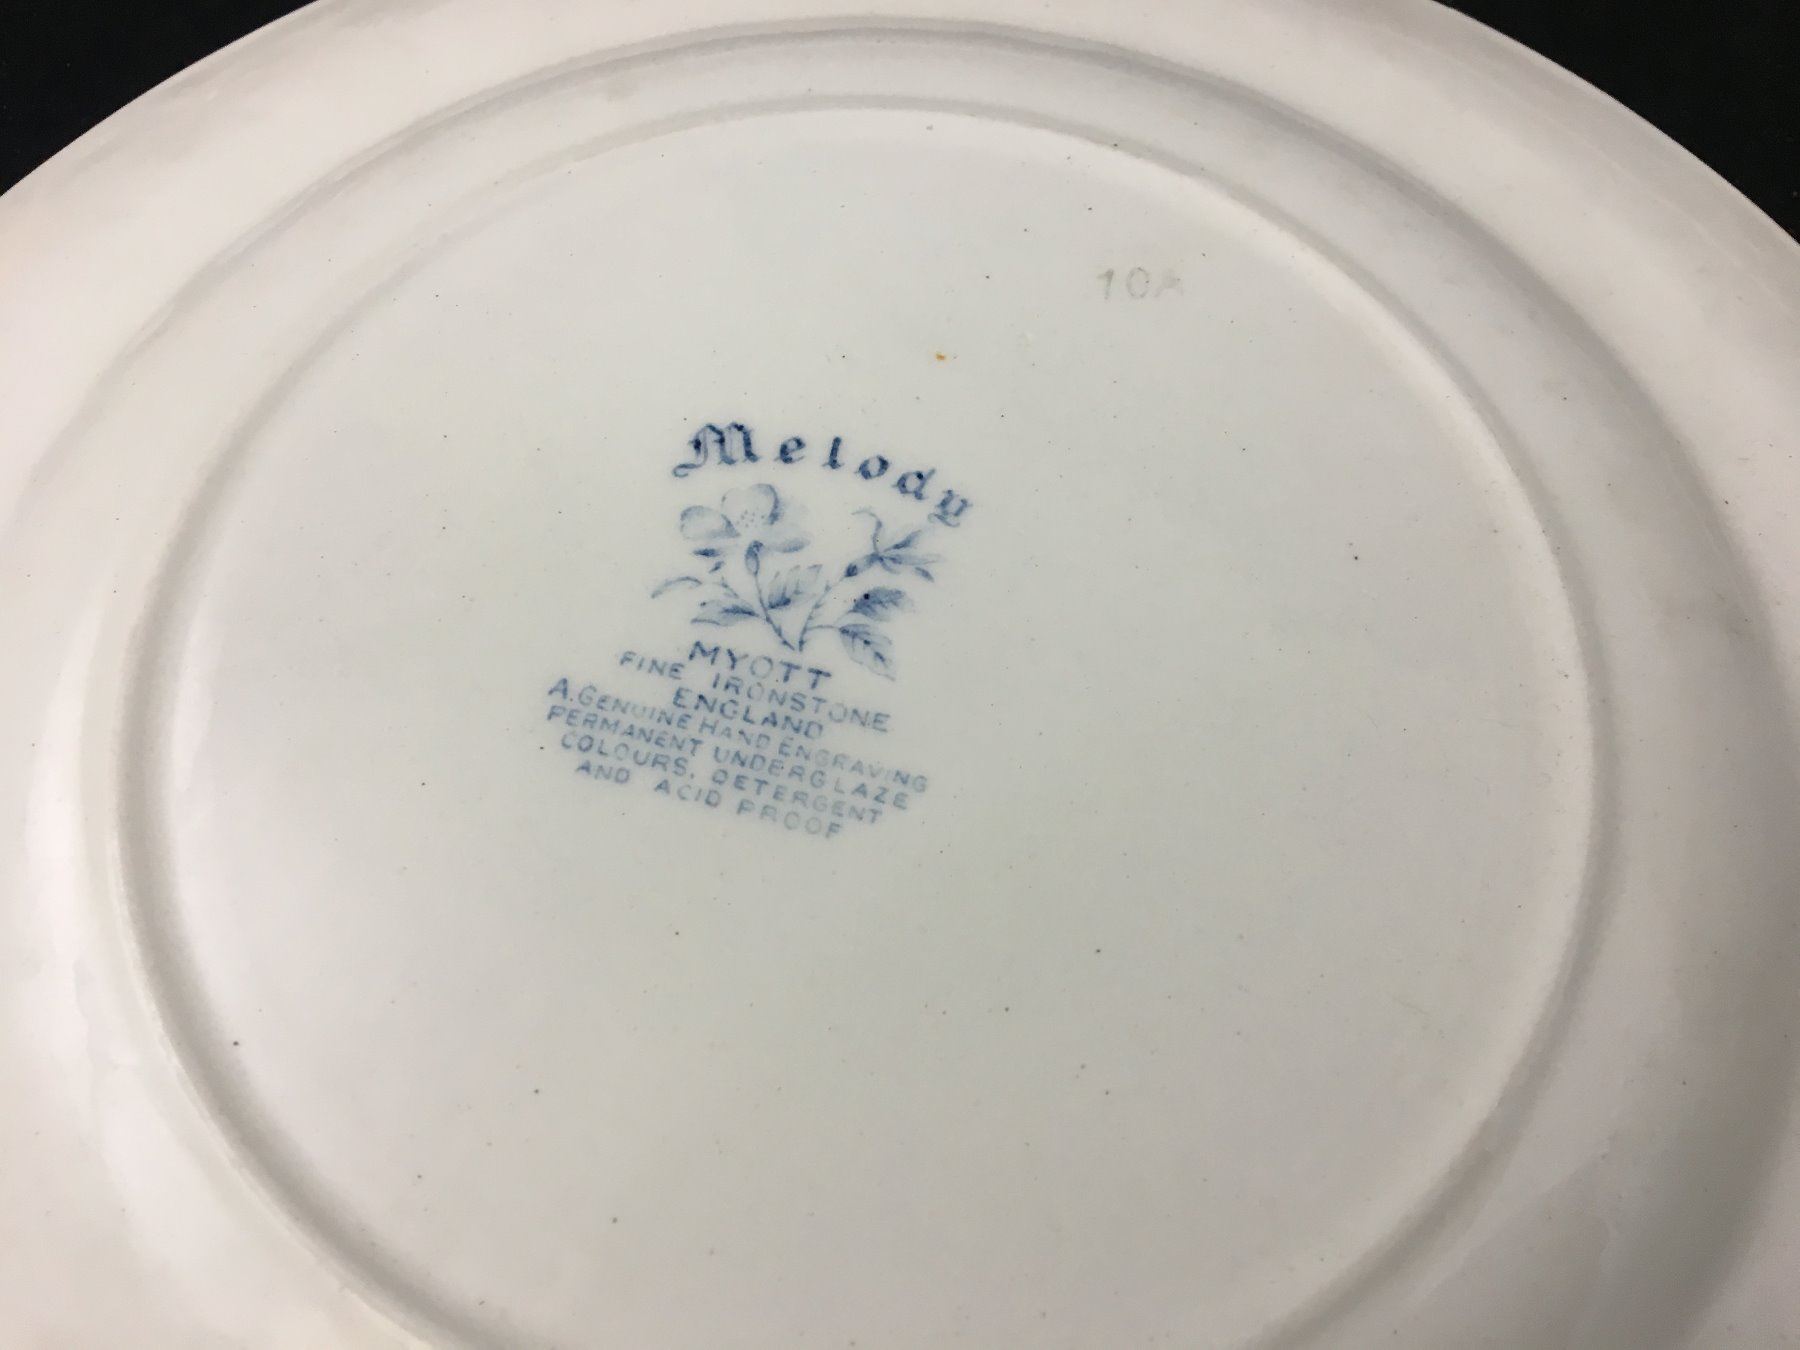 10A
Melody
MYOTT
FINE IRONSTONE
ENGLAND
A. GENUINE HAND ENGRAVING
PERMANENT UNDERGLAZE
COLOURS. DETERGENT
AND ACID PROOF